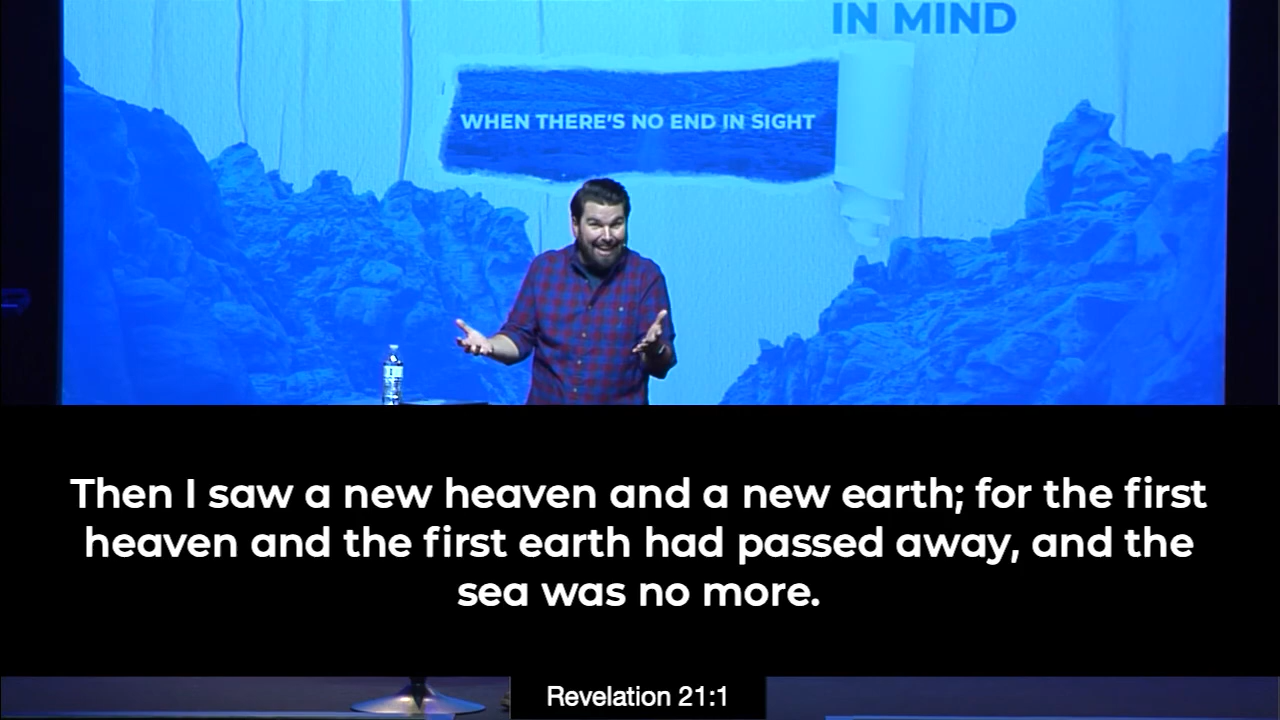 IN MIND
WHEN THERE'S NO END IN SIGHT
Then I saw a new heaven and a new earth; for the first
heaven and the first earth had passed away, and the
sea was no more.
Revelation 21:1